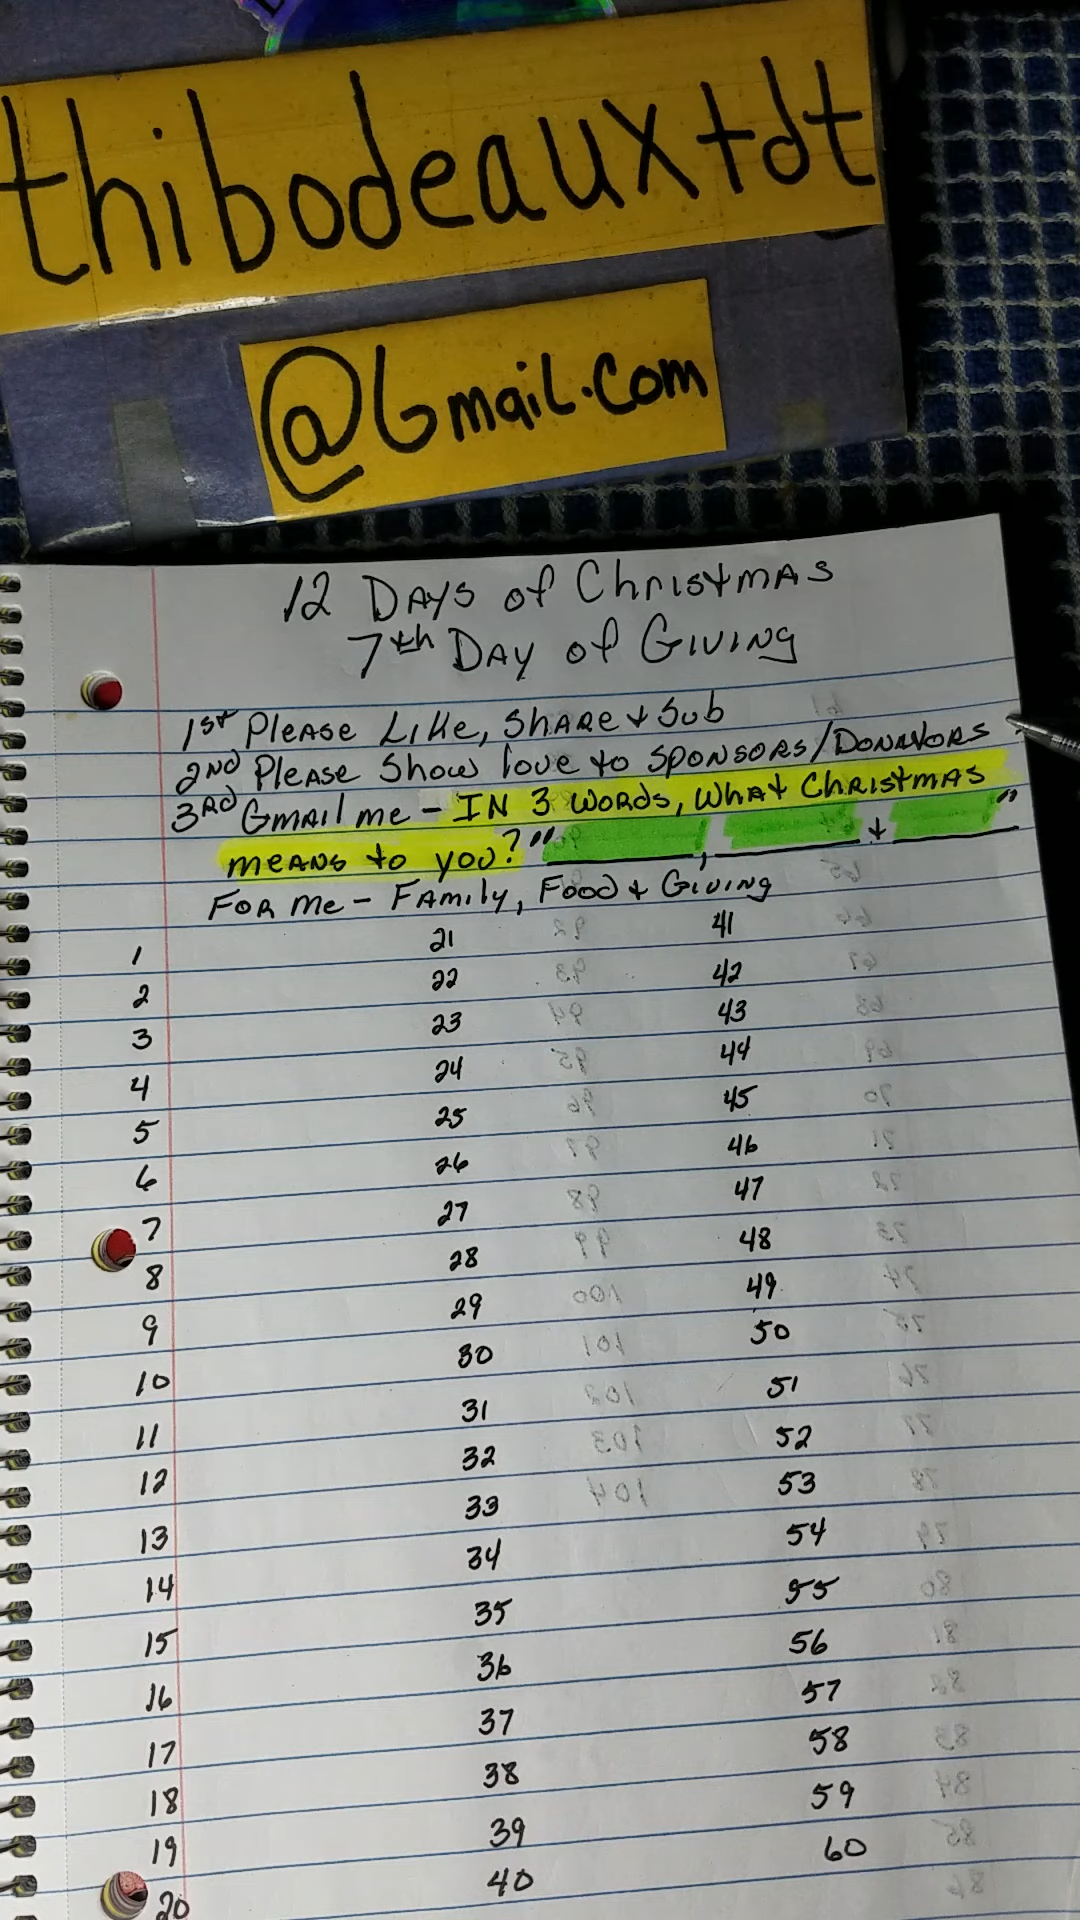 thibodeauxtdt
@Gmail.com
12 Days of Christmas
7th Day of Giving
1st Please Like, Share & Sub
2nd Please Show love to Sponsors/Donators
3rd Gmail me - In 3 words, what Christmas
means to you? " , & "
For me - Family, Food & Giving
1 21 41
2 22 42
3 23 43
4 24 44
5 25 45
6 26 46
7 27 47
8 28 48
9 29 49
10 30 50
11 31 51
12 32 52
13 33 53
14 34 54
15 35 55
16 36 56
17 37 57
18 38 58
19 39 59
20 40 60